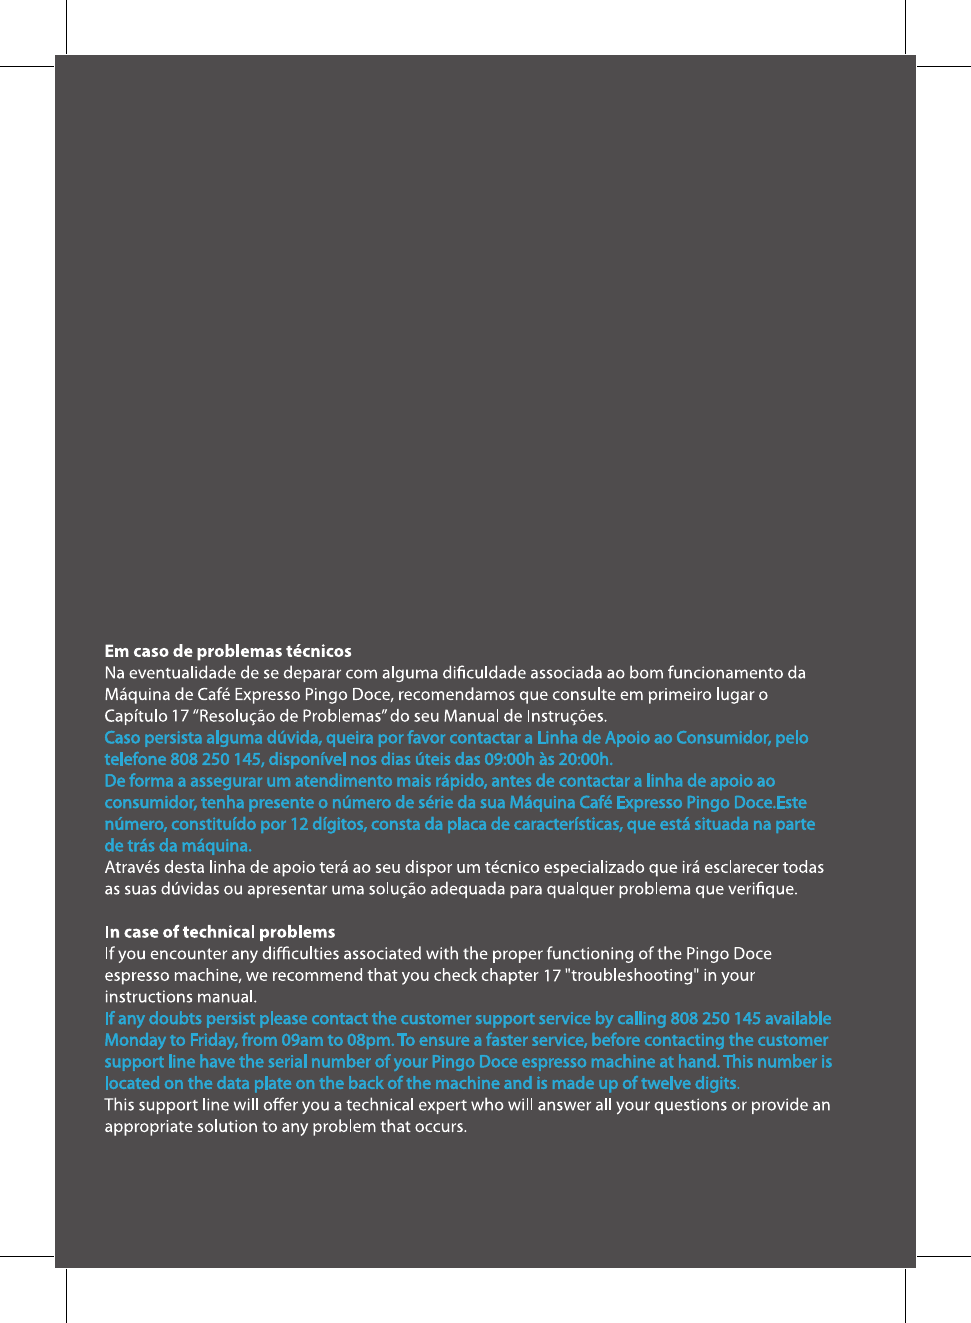 Em caso de problemas técnicos
Na eventualidade de se deparar com alguma dificuldade associada ao bom funcionamento da
Máquina de Café Expresso Pingo Doce, recomendamos que consulte em primeiro lugar o
Capítulo 17 “Resolução de Problemas” do seu Manual de Instruções.
Caso persista alguma dúvida, queira por favor contactar a Linha de Apoio ao Consumidor, pelo
telefone 808 250 145, disponível nos dias úteis das 09:00h às 20:00h.
De forma a assegurar um atendimento mais rápido, antes de contactar a linha de apoio ao
consumidor, tenha presente o número de série da sua Máquina Café Expresso Pingo Doce.Este
número, constituído por 12 dígitos, consta da placa de características, que está situada na parte
de trás da máquina.
Através desta linha de apoio terá ao seu dispor um técnico especializado que irá esclarecer todas
as suas dúvidas ou apresentar uma solução adequada para qualquer problema que verifique.
In case of technical problems
If you encounter any difficulties associated with the proper functioning of the Pingo Doce
espresso machine, we recommend that you check chapter 17 "troubleshooting" in your
instructions manual.
If any doubts persist please contact the customer support service by calling 808 250 145 available
Monday to Friday, from 09am to 08pm. To ensure a faster service, before contacting the customer
support line have the serial number of your Pingo Doce espresso machine at hand. This number is
located on the data plate on the back of the machine and is made up of twelve digits.
This support line will offer you a technical expert who will answer all your questions or provide an
appropriate solution to any problem that occurs.